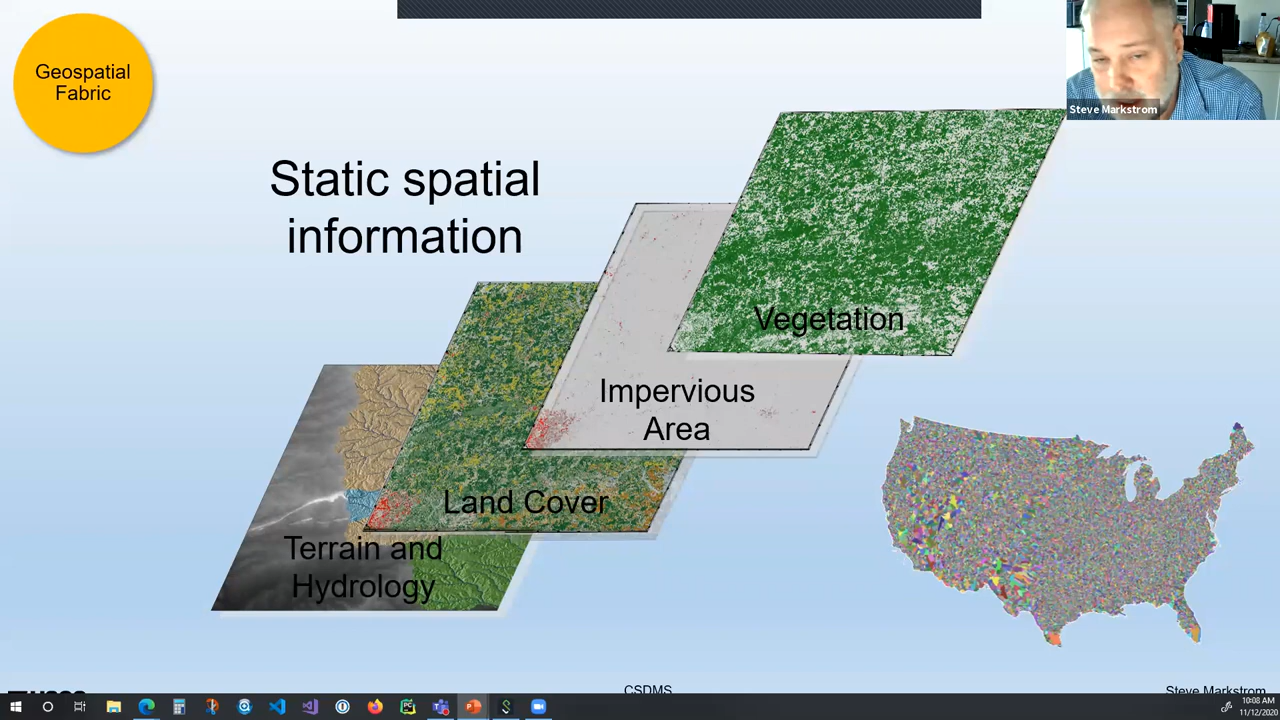 Geospatial
Fabric
Steve Markstrom
Static spatial
information
Vegetation
Impervious
Area
Land Cover
Terrain and
Hydrology
CSDMS
Steve Markstrom
10:08 AM
11/12/2020